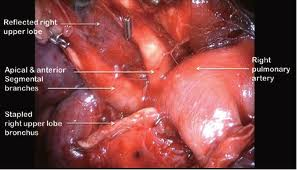 Reflected right
upper lobe
Right
pulmonary
artery
Apical & anterior
Segmental
branches
Stapled
right upper lobe
bronchus